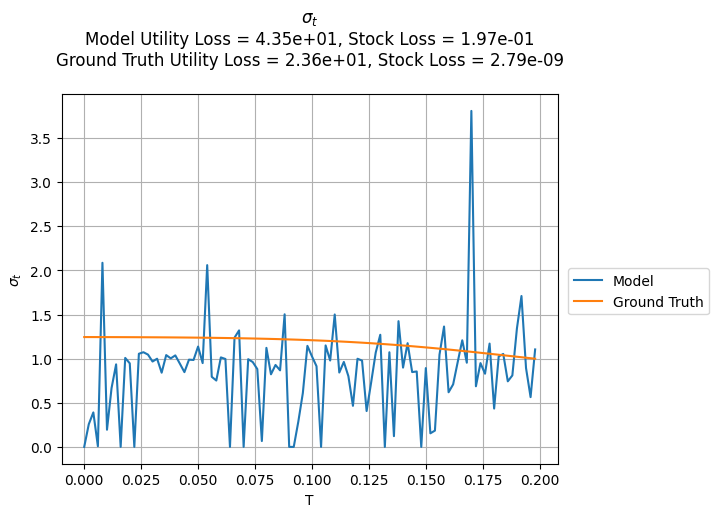 σt
Model Utility Loss = 4.35e+01, Stock Loss = 1.97e-01
Ground Truth Utility Loss = 2.36e+01, Stock Loss = 2.79e-09
3.5
3.0
2.5
2.0
1.5
1.0
0.5
0.0
σt
0.000 0.025 0.050 0.075 0.100 0.125 0.150 0.175 0.200
T
Model
Ground Truth